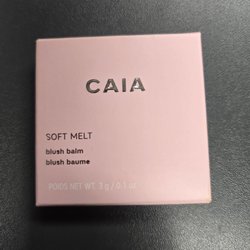 CAIA
SOFT MELT
blush balm
blush baume
POIDS NET WT. 3 g / 0.1 oz